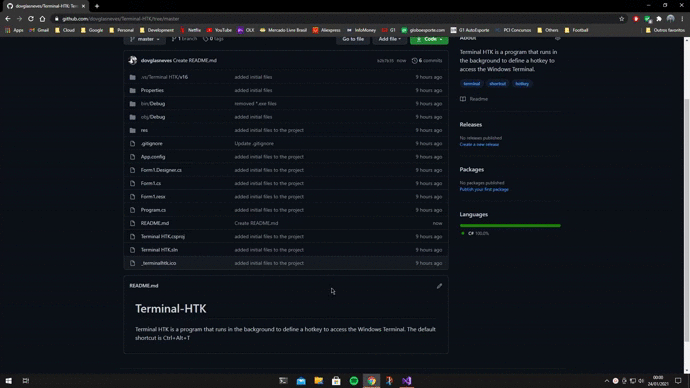 dovglasneves/Terminal-HTK: Term
github.com/dovglasneves/Terminal-HTK/tree/master
Apps Gmail Cloud Google Personal Development Netflix YouTube OLX Mercado Livre Brasil Amazon InfoMoney G1 globoesporte.com G1 AutoEsporte PCI Concursos Others Football Outros favoritos
master 1 branch 0 tags Go to file Add file Code
Terminal HTK is a program that runs in
the background to define a hotkey to
access the Windows Terminal.
terminal shortcut hotkey
Readme
Releases
No releases published
Create a new release
Packages
No packages published
Publish your first package
Languages
C# 100.0%
dovglasneves Create README.md now 6 commits
.vs/Terminal HTK/v16 added initial files 9 hours ago
Properties added initial files to the project 9 hours ago
bin/Debug removed *.exe files 9 hours ago
obj/Debug added initial files 9 hours ago
res added initial files to the project 9 hours ago
.gitignore Update .gitignore 9 hours ago
App.config added initial files to the project 9 hours ago
Form1.Designer.cs added initial files to the project 9 hours ago
Form1.cs added initial files to the project 9 hours ago
Form1.resx added initial files to the project 9 hours ago
Program.cs added initial files to the project 9 hours ago
README.md Create README.md now
Terminal HTK.csproj added initial files to the project 9 hours ago
Terminal HTK.sln added initial files to the project 9 hours ago
_terminalhtk.ico added initial files to the project 9 hours ago
README.md
Terminal-HTK
Terminal HTK is a program that runs in the background to define a hotkey to access the Windows Terminal. The default
shortcut is Ctrl+Alt+T
00:00
24/01/2021